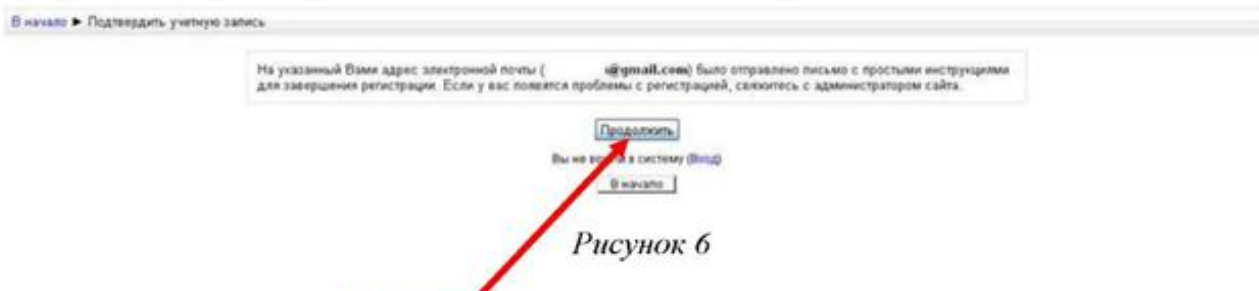 В начало ► Подтвердить учетную запись
На указанный Вами адрес электронной почты ( @gmail.com) было отправлено письмо с простыми инструкциями
для завершения регистрации. Если у вас появятся проблемы с регистрацией, свяжитесь с администратором сайта.
Продолжить
Вы не в систему (Вход)
В начало
Рисунок 6